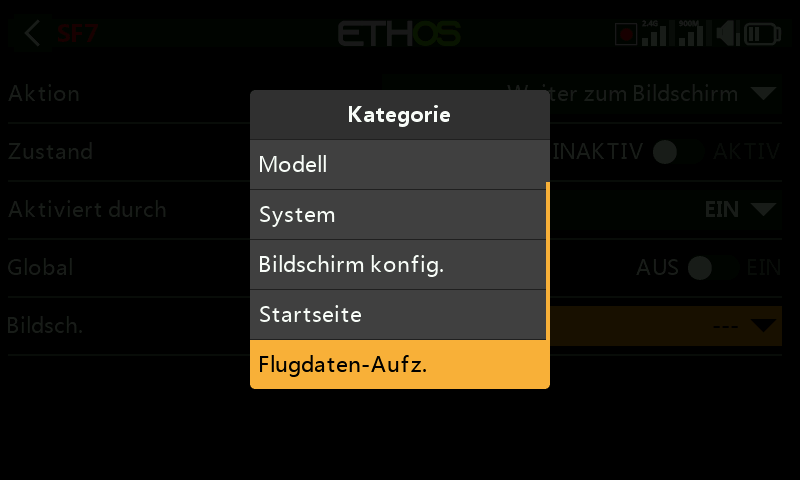 SF7
ETHOS
2.4G
900M
Aktion
Weiter zum Bildschirm
Zustand
INAKTIV
AKTIV
Aktiviert durch
EIN
Global
AUS
EIN
Bildsch.
---
Kategorie
Modell
System
Bildschirm konfig.
Startseite
Flugdaten-Aufz.